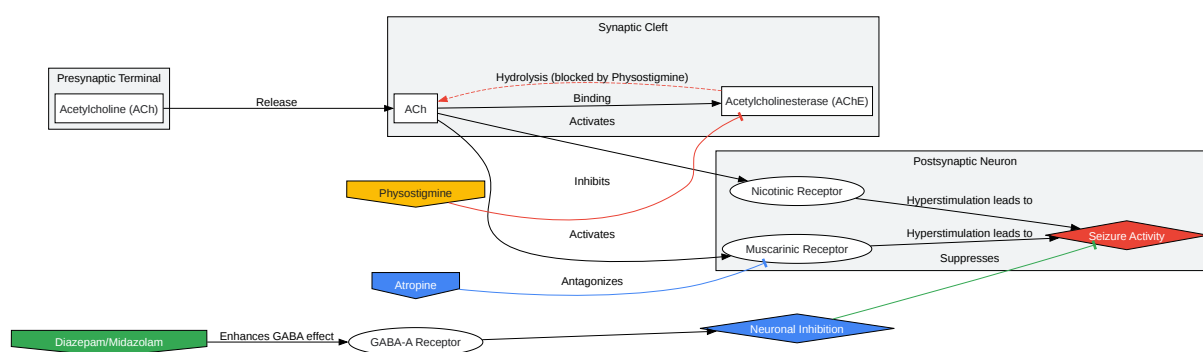 Synaptic Cleft
Presynaptic Terminal
Acetylcholine (ACh)
Release
Hydrolysis (blocked by Physostigmine)
ACh
Binding
Acetylcholinesterase (AChE)
Activates
Postsynaptic Neuron
Physostigmine
Inhibits
Nicotinic Receptor
Hyperstimulation leads to
Activates
Muscarinic Receptor
Hyperstimulation leads to
Seizure Activity
Suppresses
Atropine
Antagonizes
Diazepam/Midazolam
Enhances GABA effect
GABA-A Receptor
Neuronal Inhibition